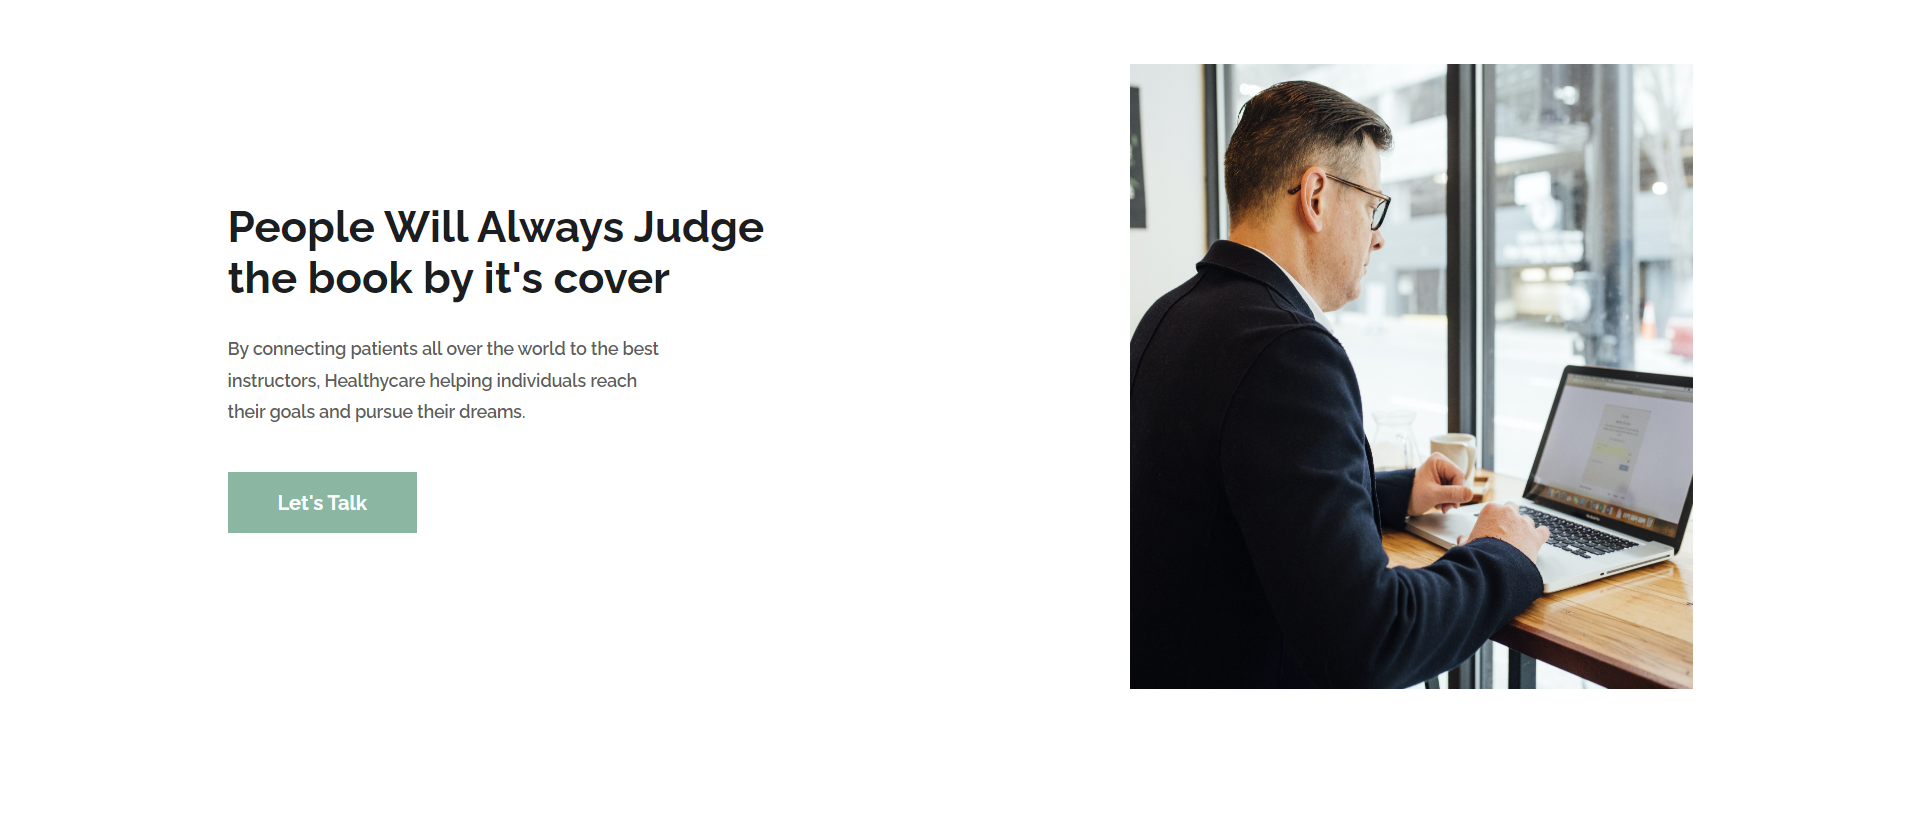 People Will Always Judge
the book by it's cover
By connecting patients all over the world to the best
instructors, Healthycare helping individuals reach
their goals and pursue their dreams.
Let's Talk